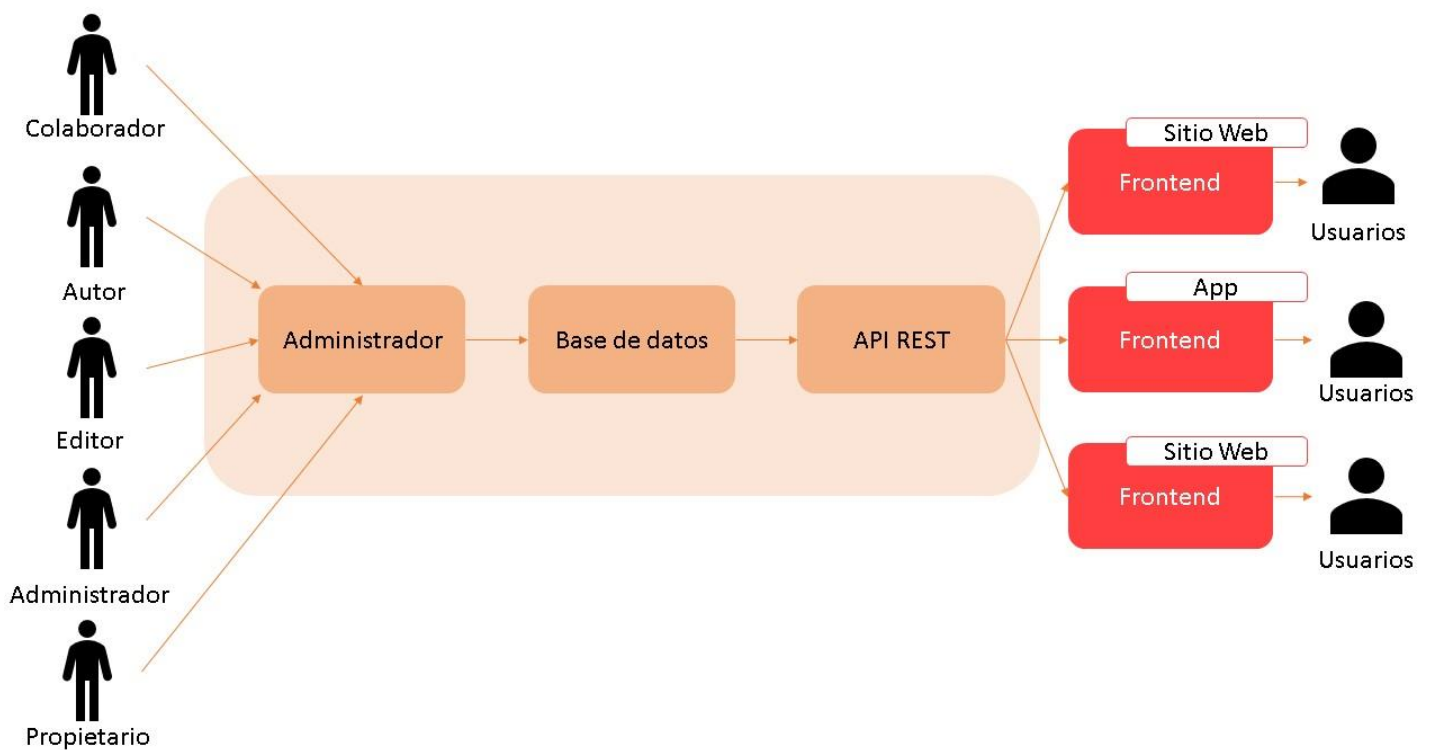 Colaborador
Autor
Editor
Administrador
Propietario
Administrador
Base de datos
API REST
Sitio Web
Frontend
Usuarios
App
Frontend
Usuarios
Sitio Web
Frontend
Usuarios